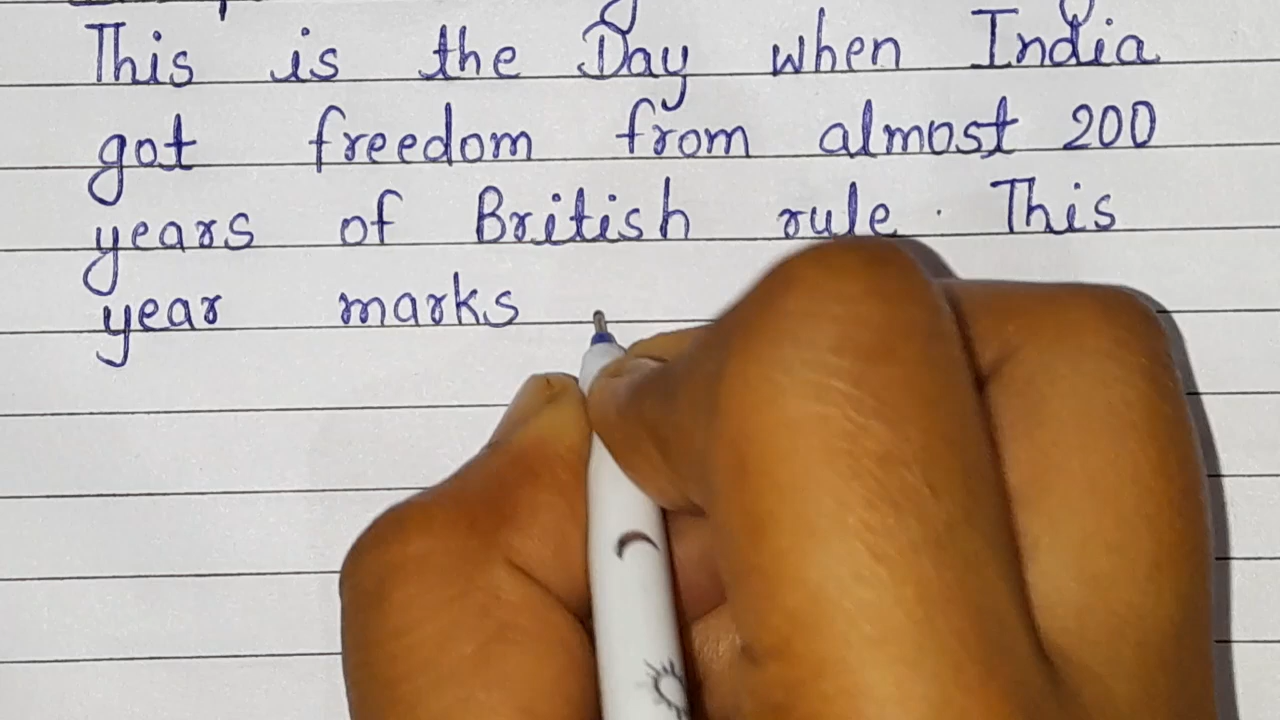 This is the Day when India
got freedom from almost 200
years of British rule. This
year marks